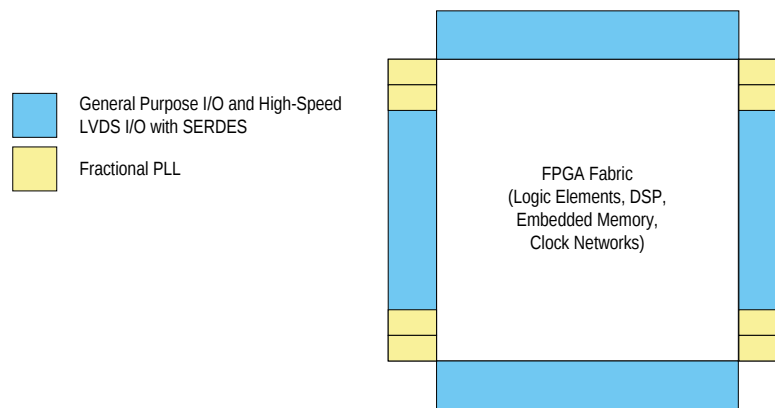 General Purpose I/O and High-Speed
LVDS I/O with SERDES
Fractional PLL
FPGA Fabric
(Logic Elements, DSP,
Embedded Memory,
Clock Networks)